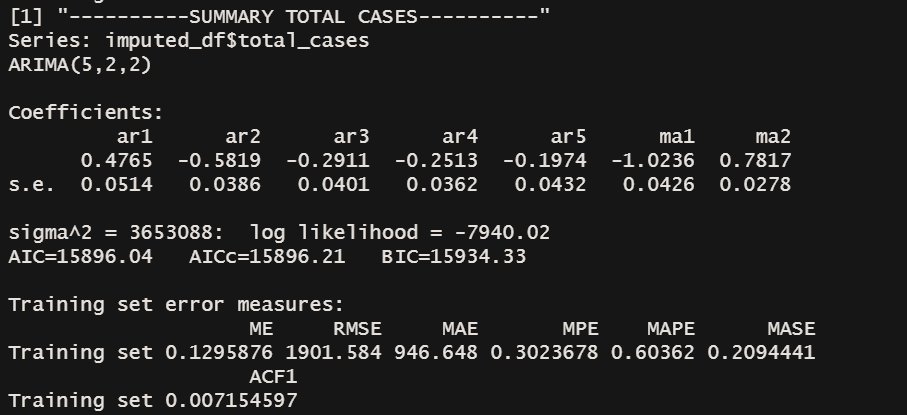 [1] "----------SUMMARY TOTAL CASES----------"
Series: imputed_df$total_cases
ARIMA(5,2,2)
Coefficients:
ar1 ar2 ar3 ar4 ar5 ma1 ma2
0.4765 -0.5819 -0.2911 -0.2513 -0.1974 -1.0236 0.7817
s.e. 0.0514 0.0386 0.0401 0.0362 0.0432 0.0426 0.0278
sigma^2 = 3653088: log likelihood = -7940.02
AIC=15896.04 AICc=15896.21 BIC=15934.33
Training set error measures:
ME RMSE MAE MPE MAPE MASE
Training set 0.1295876 1901.584 946.648 0.3023678 0.60362 0.2094441
ACF1
Training set 0.007154597